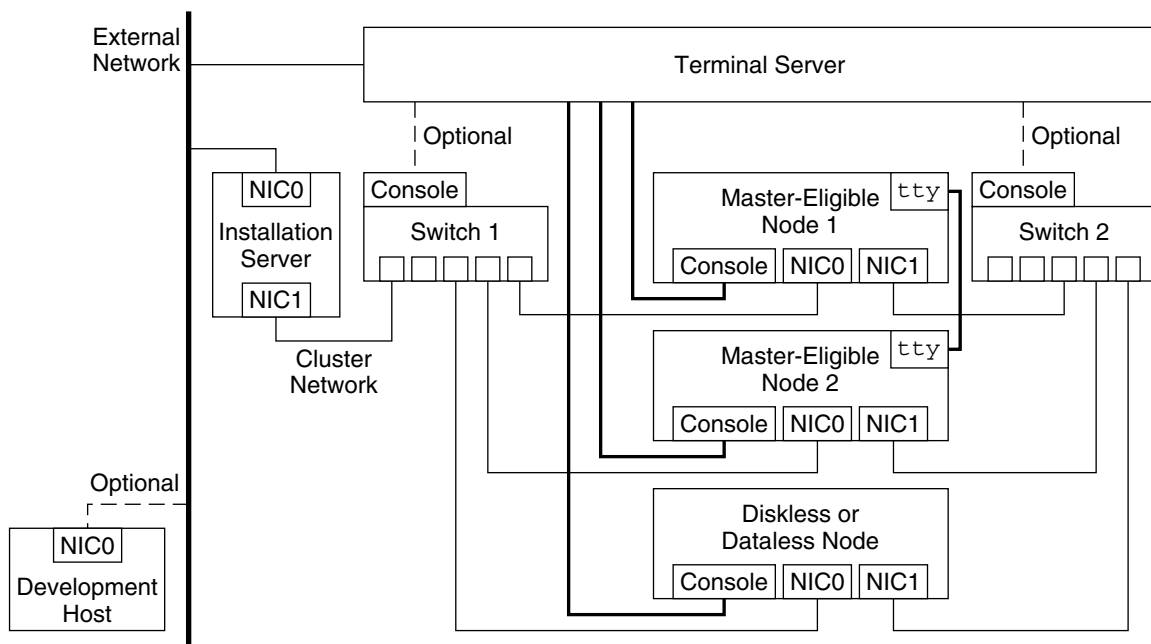 External
Network
Terminal Server
Optional
Optional
NIC0
Installation
Server
NIC1
Console
Switch 1
Master-Eligible
Node 1
tty
Console
NIC0
NIC1
Console
Switch 2
Cluster
Network
Master-Eligible
Node 2
tty
Console
NIC0
NIC1
Optional
NIC0
Development
Host
Diskless or
Dataless Node
Console
NIC0
NIC1